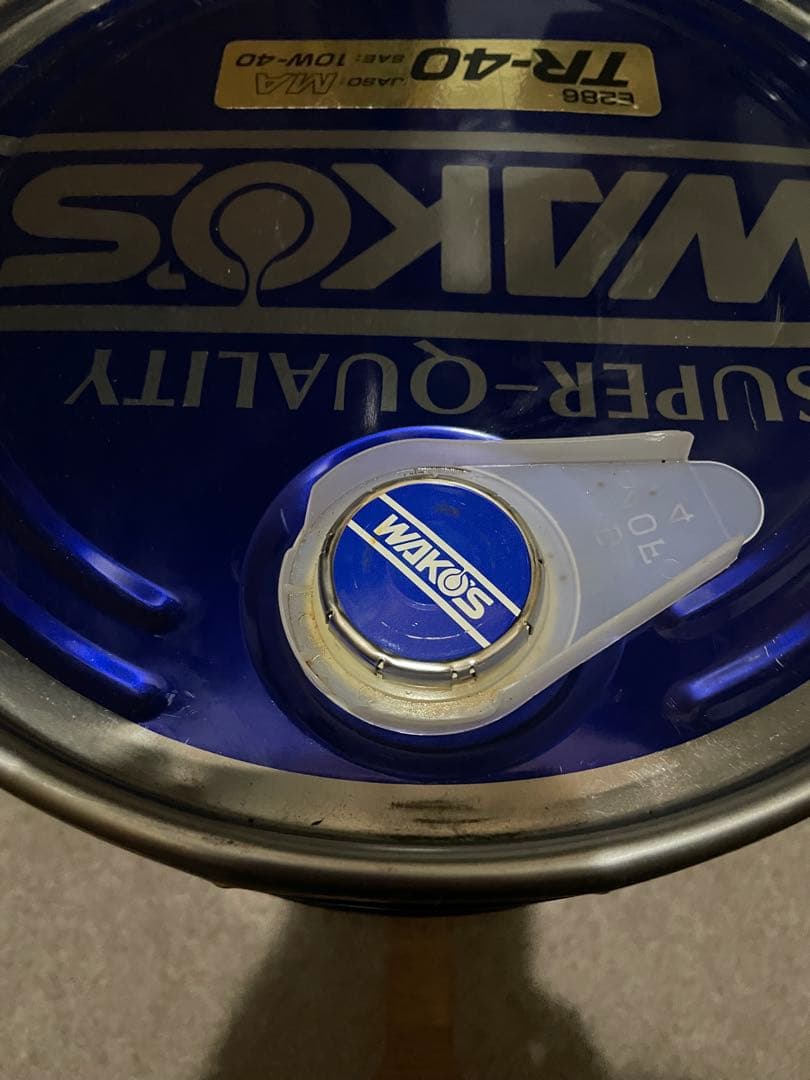 E286
TR-40 JASO: MA
SAE: 10W-40
WAKO'S
SUPER-QUALITY
WAKO'S